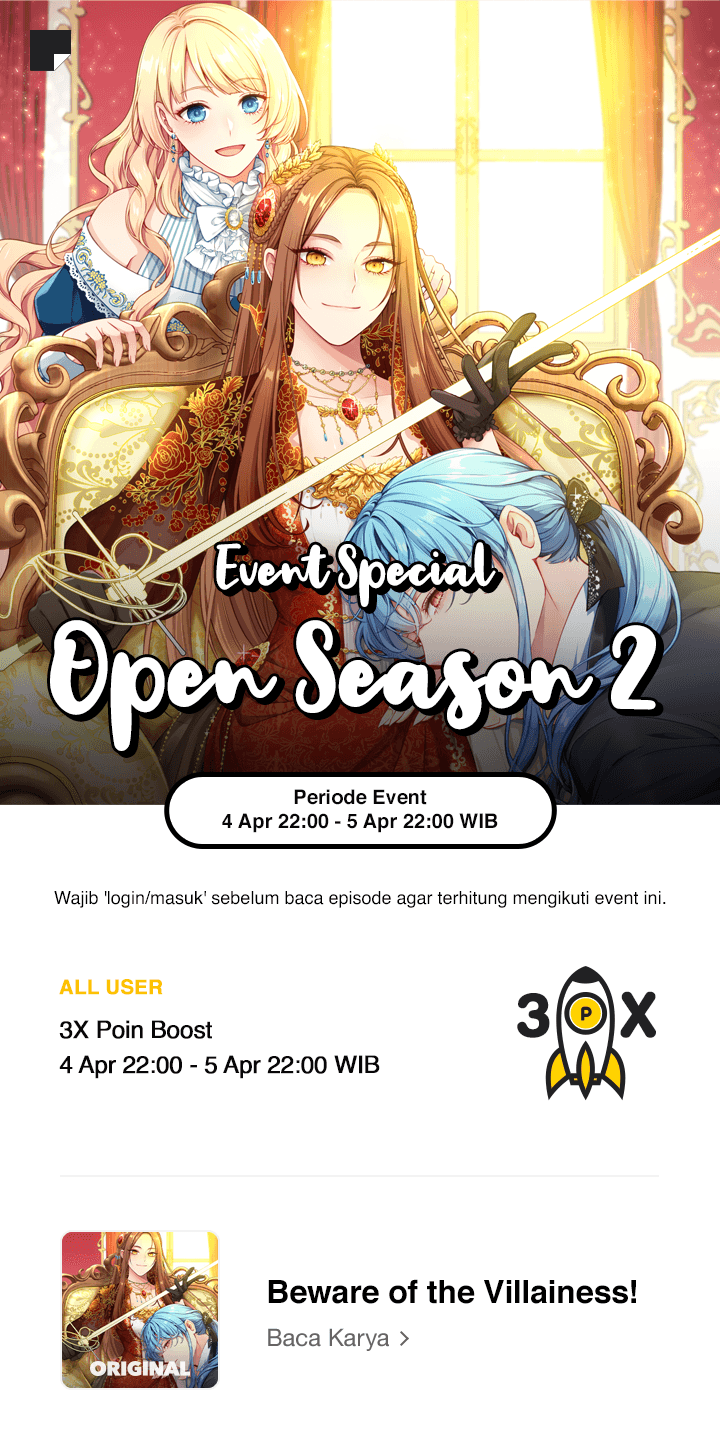 Event Special
Open Season 2
Periode Event
4 Apr 22:00 - 5 Apr 22:00 WIB
Wajib 'login/masuk' sebelum baca episode agar terhitung mengikuti event ini.
ALL USER
3X Poin Boost
4 Apr 22:00 - 5 Apr 22:00 WIB
3 P X
ORIGINAL
Beware of the Villainess!
Baca Karya >